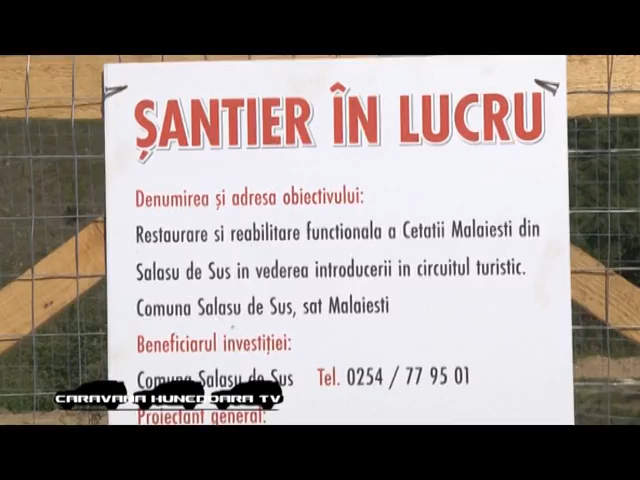 ȘANTIER ÎN LUCRU
Denumirea și adresa obiectivului:
Restaurare si reabilitare functionala a Cetatii Malaiesti din
Salasu de Sus in vederea introducerii in circuitul turistic.
Comuna Salasu de Sus, sat Malaiesti
Beneficiarul investiției:
Comuna Salasu de Sus Tel. 0254 / 77 95 01
CARAVANA HUNEDOARA TV
Proiectant general: